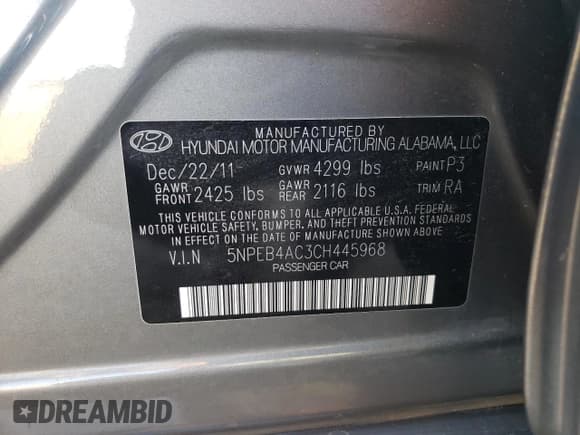 MANUFACTURED BY
HYUNDAI MOTOR MANUFACTURING ALABAMA, LLC
Dec/22/11 GVWR 4299 lbs PAINT P3
GAWR FRONT 2425 lbs GAWR REAR 2116 lbs TRIM RA
THIS VEHICLE CONFORMS TO ALL APPLICABLE U.S.A. FEDERAL
MOTOR VEHICLE SAFETY, BUMPER, AND THEFT PREVENTION STANDARDS
IN EFFECT ON THE DATE OF MANUFACTURE SHOWN ABOVE.
V.I.N 5NPEB4AC3CH445968
PASSENGER CAR
DREAMBID